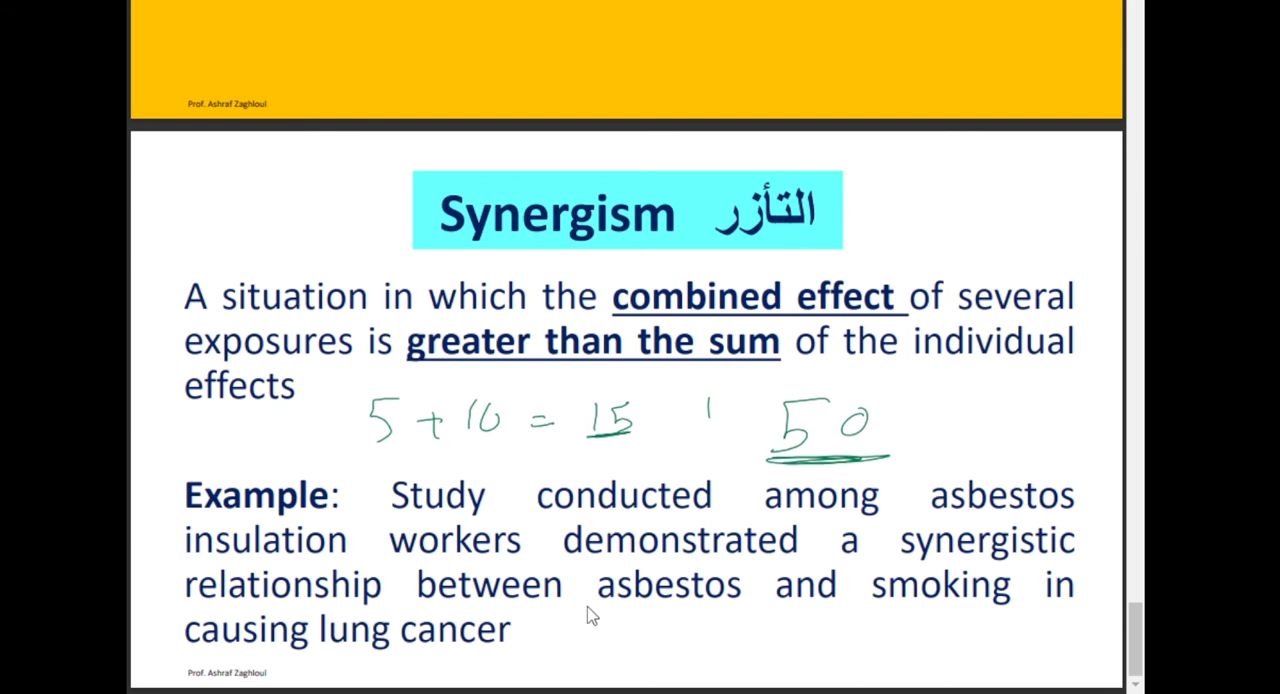 Prof. Ashraf Zaghloul
Synergism التأزر
A situation in which the combined effect of several
exposures is greater than the sum of the individual
effects
5 + 10 = 15 50
Example: Study conducted among asbestos
insulation workers demonstrated a synergistic
relationship between asbestos and smoking in
causing lung cancer
Prof. Ashraf Zaghloul